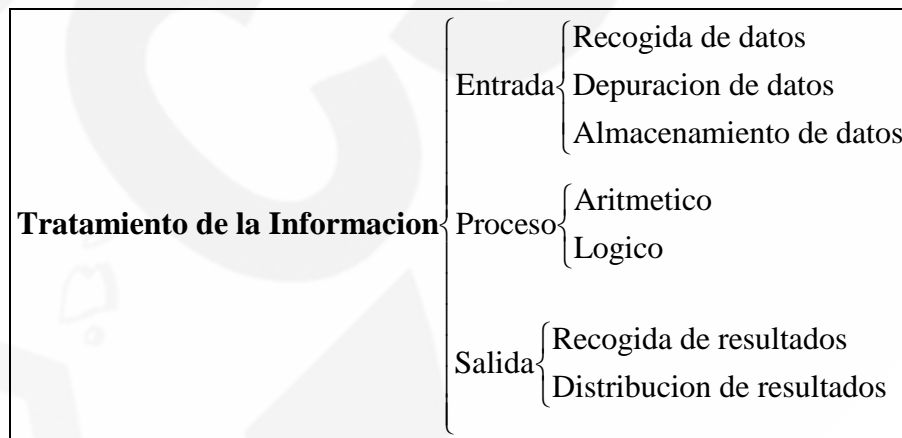 Recogida de datos
Entrada Depuracion de datos
Almacenamiento de datos
Aritmetico
Tratamiento de la Informacion Proceso
Logico
Recogida de resultados
Salida
Distribucion de resultados